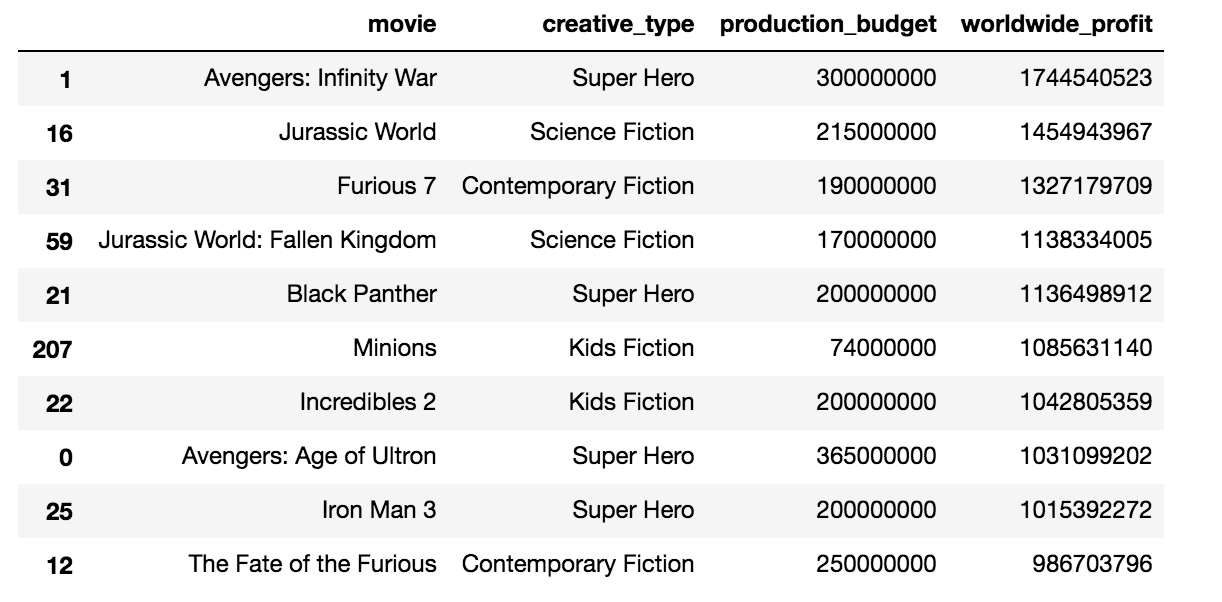 movie creative_type production_budget worldwide_profit
1 Avengers: Infinity War Super Hero 300000000 1744540523
16 Jurassic World Science Fiction 215000000 1454943967
31 Furious 7 Contemporary Fiction 190000000 1327179709
59 Jurassic World: Fallen Kingdom Science Fiction 170000000 1138334005
21 Black Panther Super Hero 200000000 1136498912
207 Minions Kids Fiction 74000000 1085631140
22 Incredibles 2 Kids Fiction 200000000 1042805359
0 Avengers: Age of Ultron Super Hero 365000000 1031099202
25 Iron Man 3 Super Hero 200000000 1015392272
12 The Fate of the Furious Contemporary Fiction 250000000 986703796